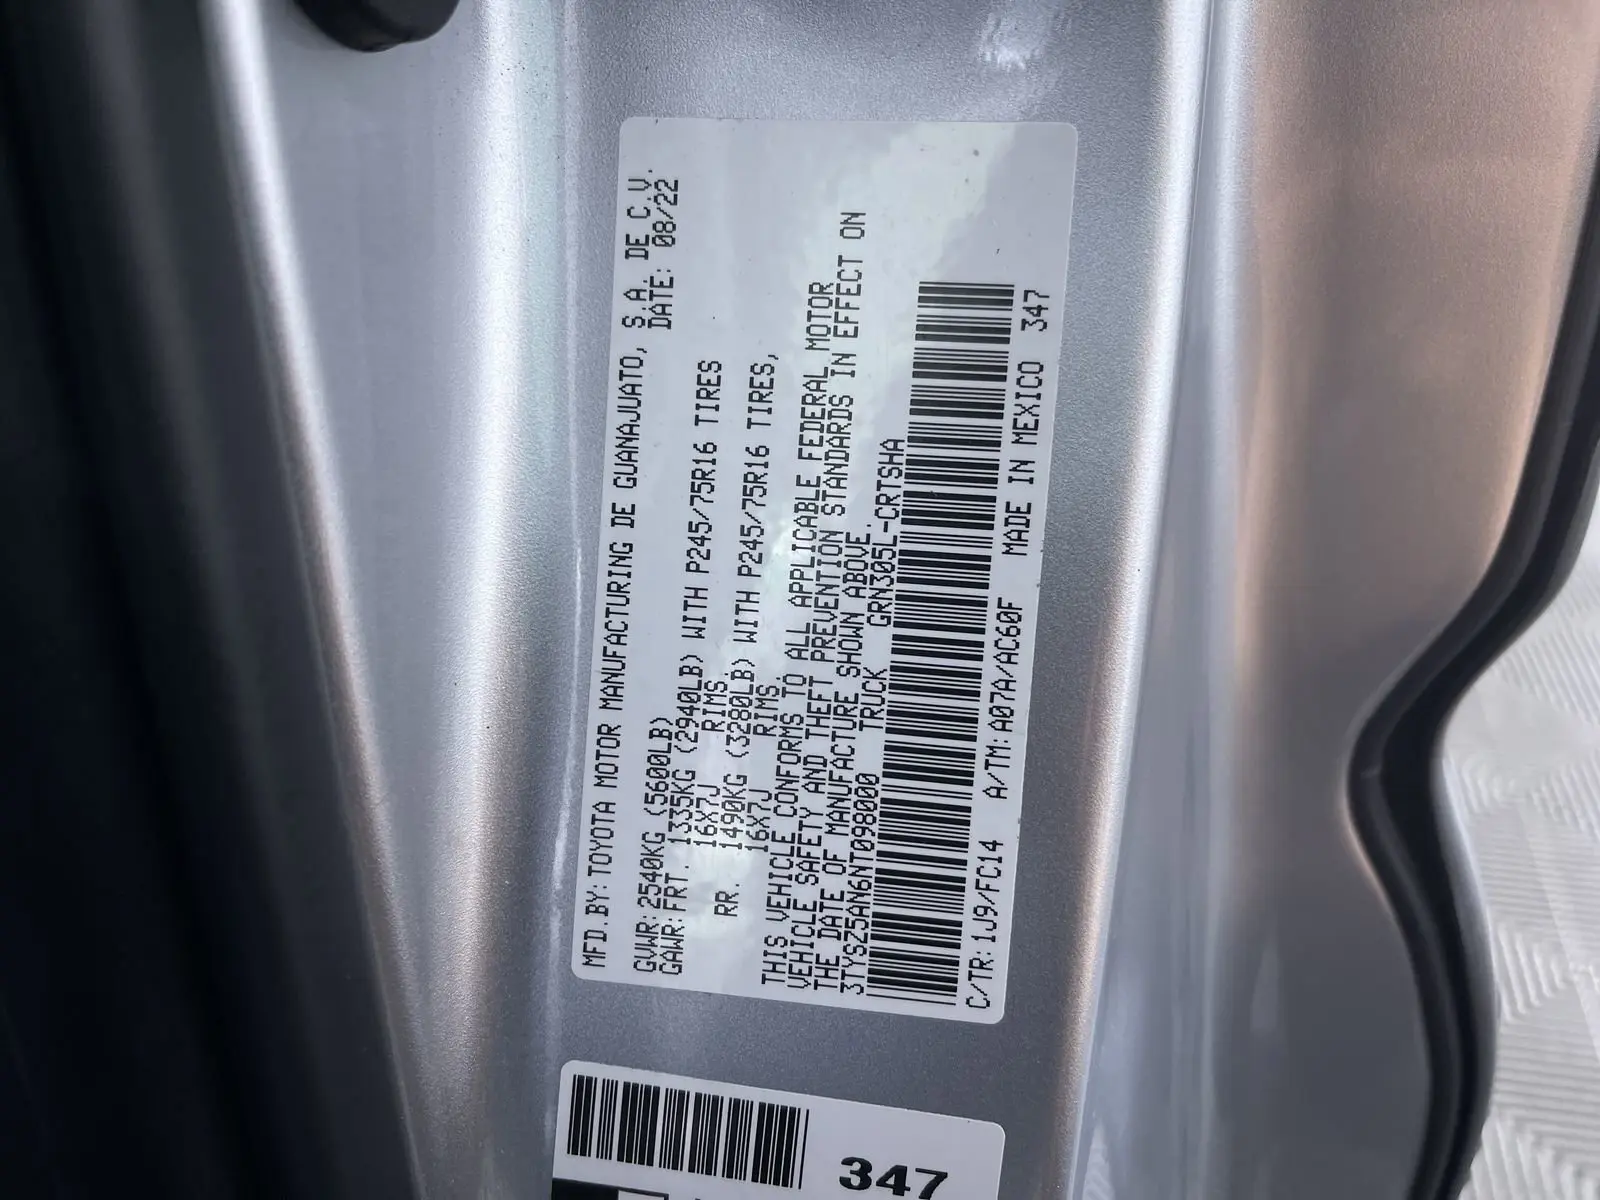 MFD.BY:TOYOTA MOTOR MANUFACTURING DE GUANAJUATO, S.A. DE C.V.
DATE: 08/22
GVWR:2540KG (5600LB)
GAWR:FRT. 1335KG (2940LB) WITH P245/75R16 TIRES
16X7J RIMS,
RR. 1490KG (3280LB) WITH P245/75R16 TIRES,
16X7J RIMS,
THIS VEHICLE CONFORMS TO ALL APPLICABLE FEDERAL MOTOR
VEHICLE SAFETY AND THEFT PREVENTION STANDARDS IN EFFECT ON
THE DATE OF MANUFACTURE SHOWN ABOVE.
3TYSZ5AN6NT098000 TRUCK GRN305L-CRTSHA
C/TR:1J9/FC14 A/TM:A07A/AC60F MADE IN MEXICO 347
347